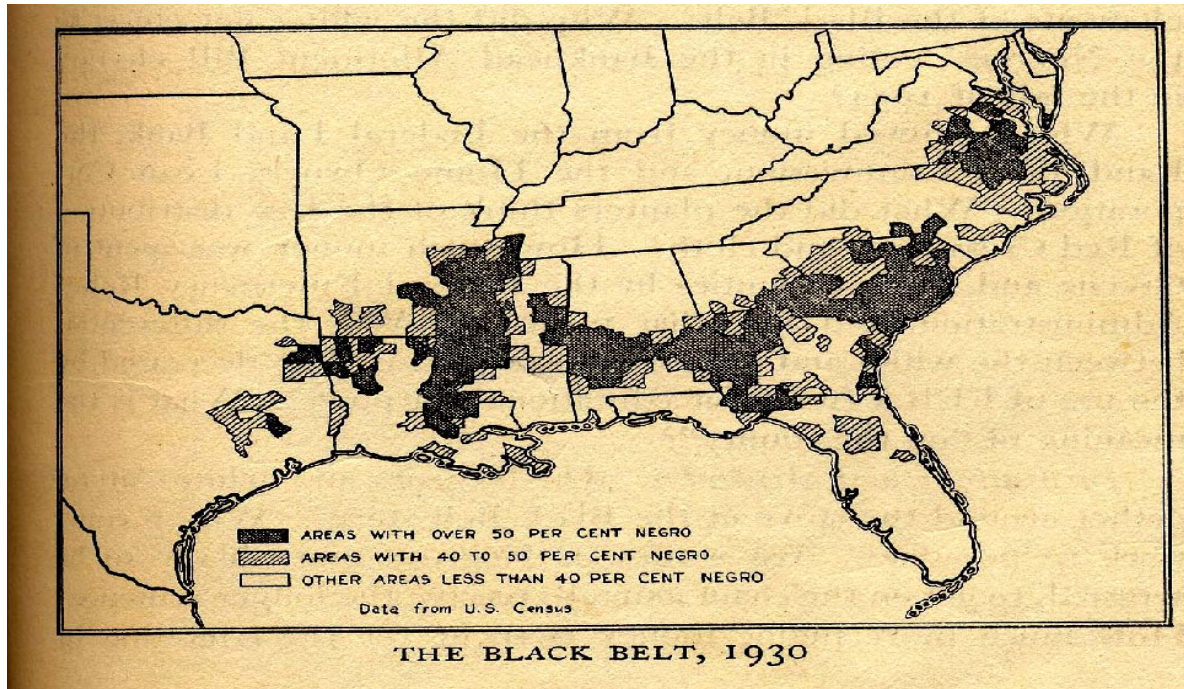 AREAS WITH OVER 50 PER CENT NEGRO
AREAS WITH 40 TO 50 PER CENT NEGRO
OTHER AREAS LESS THAN 40 PER CENT NEGRO
Data from U.S. Census
THE BLACK BELT, 1930